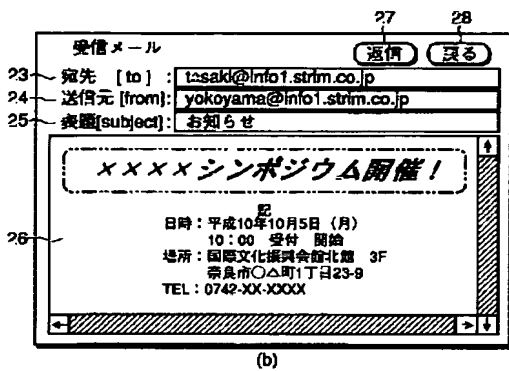 27 28
受信メール 返信 戻る
23 宛先 [to] : tasaki@info1.strim.co.jp
24 送信元 [from]: yokoyama@info1.strim.co.jp
25 表題[subject]: お知らせ
××××シンポジウム開催!
記
日時:平成10年10月5日(月)
10:00 受付 開始
26
場所:国際文化振興会館北館 3F
奈良市○△町1丁目23-9
TEL:0742-XX-XXXX
(b)